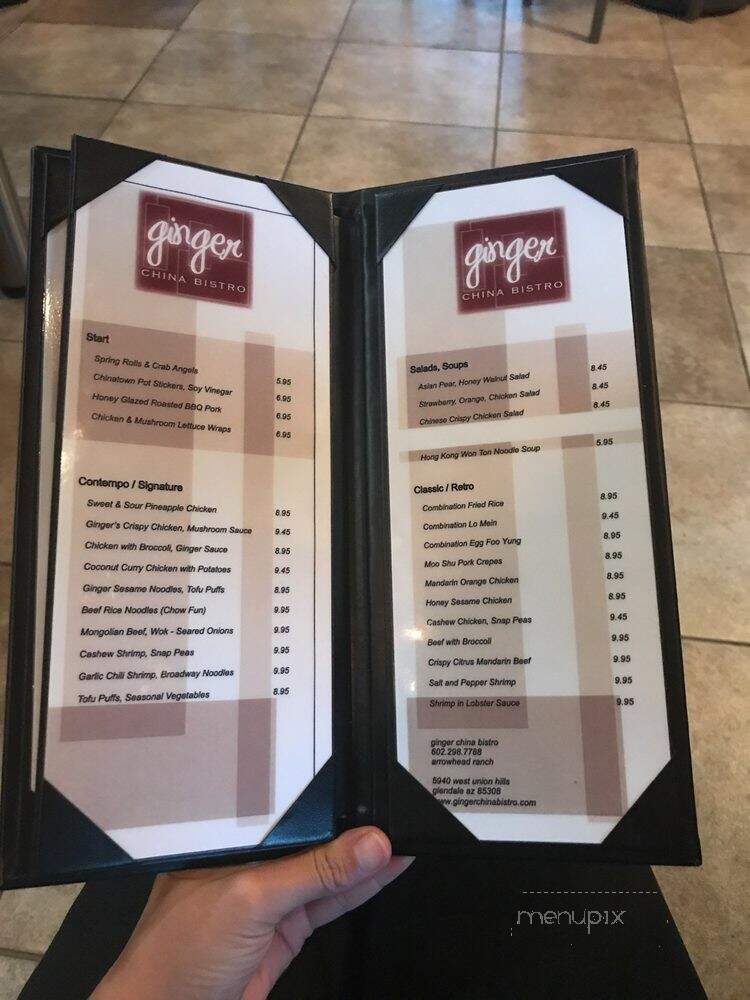 ginger
CHINA BISTRO
Start
Spring Rolls & Crab Angels 5.95
Chinatown Pot Stickers, Soy Vinegar 6.95
Honey Glazed Roasted BBQ Pork 6.95
Chicken & Mushroom Lettuce Wraps 6.95
Contempo / Signature
Sweet & Sour Pineapple Chicken 8.95
Ginger's Crispy Chicken, Mushroom Sauce 9.45
Chicken with Broccoli, Ginger Sauce 8.95
Coconut Curry Chicken with Potatoes 9.45
Ginger Sesame Noodles, Tofu Puffs 8.95
Beef Rice Noodles (Chow Fun) 9.95
Mongolian Beef, Wok - Seared Onions 9.95
Cashew Shrimp, Snap Peas 9.95
Garlic Chili Shrimp, Broadway Noodles 9.95
Tofu Puffs, Seasonal Vegetables 8.95
ginger
CHINA BISTRO
Salads, Soups
Asian Pear, Honey Walnut Salad 8.45
Strawberry, Orange, Chicken Salad 8.45
Chinese Crispy Chicken Salad 8.45
Hong Kong Won Ton Noodle Soup 5.95
Classic / Retro
Combination Fried Rice 8.95
Combination Lo Mein 9.45
Combination Egg Foo Yung 8.95
Moo Shu Pork Crepes 8.95
Mandarin Orange Chicken 8.95
Honey Sesame Chicken 8.95
Cashew Chicken, Snap Peas 9.45
Beef with Broccoli 9.95
Crispy Citrus Mandarin Beef 9.95
Salt and Pepper Shrimp 9.95
Shrimp in Lobster Sauce 9.95
ginger china bistro
602.298.7788
arrowhead ranch
5940 west union hills
glendale az 85308
www.gingerchinabistro.com
menupix